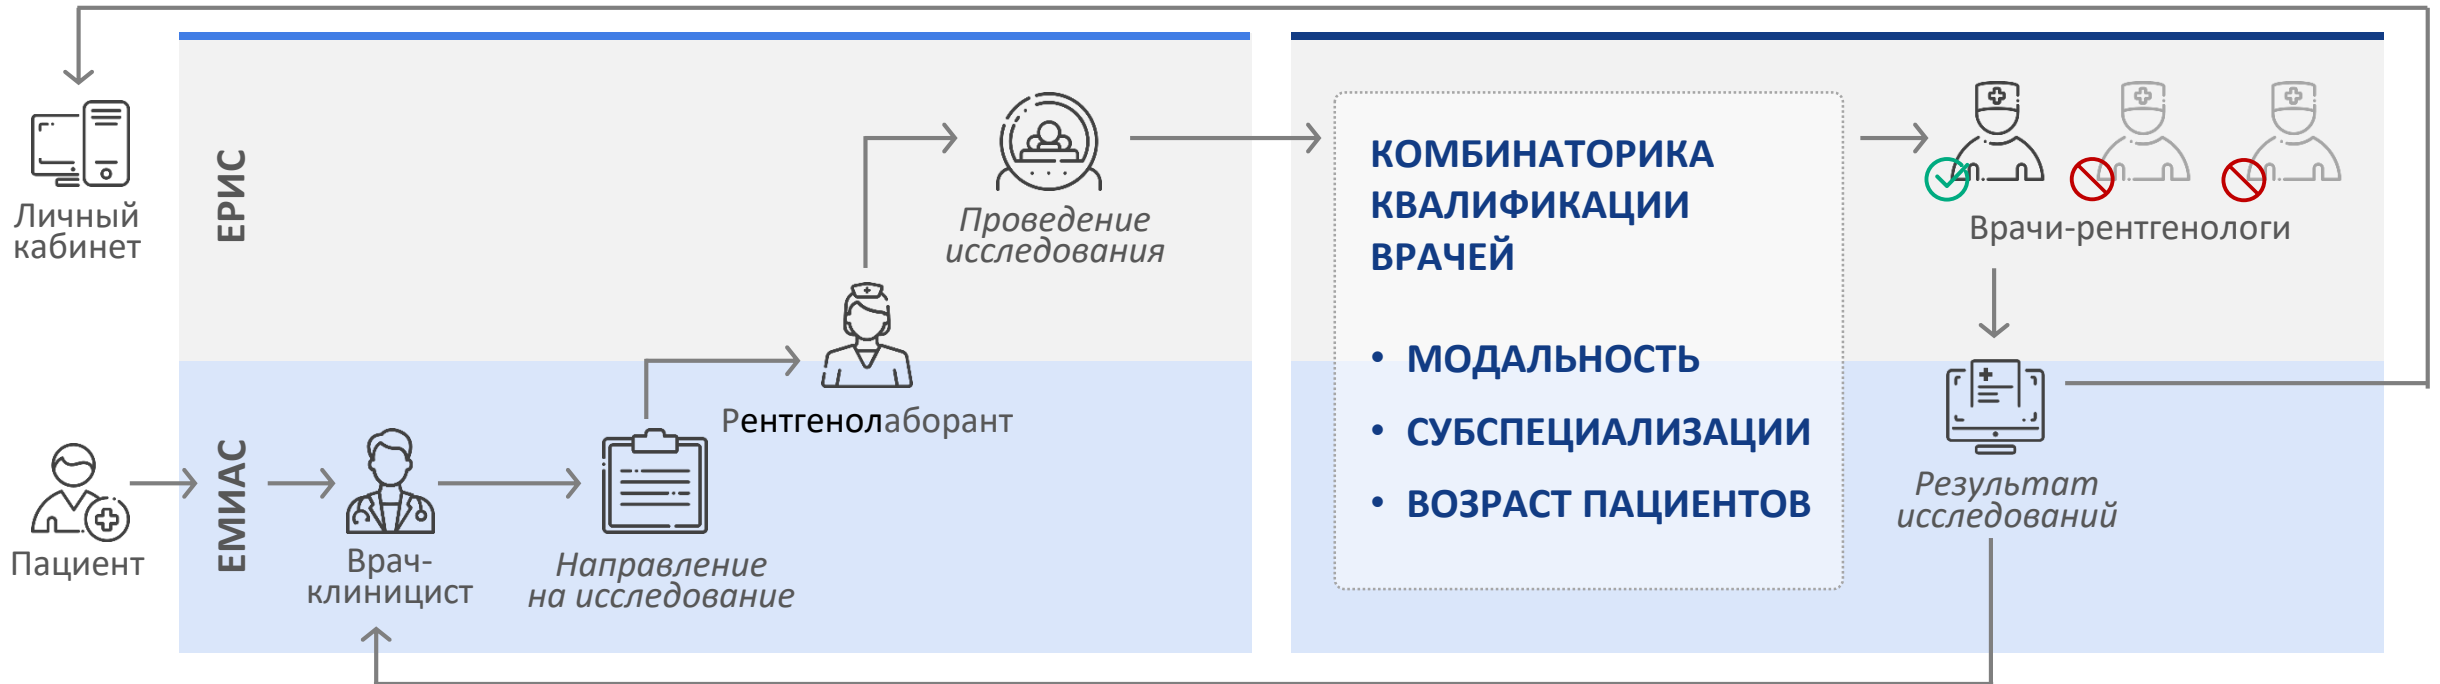 Личный
кабинет
ЕРИС
Проведение
исследования
КОМБИНАТОРИКА
КВАЛИФИКАЦИИ
ВРАЧЕЙ
• МОДАЛЬНОСТЬ
• СУБСПЕЦИАЛИЗАЦИИ
• ВОЗРАСТ ПАЦИЕНТОВ
Врачи-рентгенологи
Рентгенолаборант
Пациент
ЕМИАС
Врач-
клиницист
Направление
на исследование
Результат
исследований